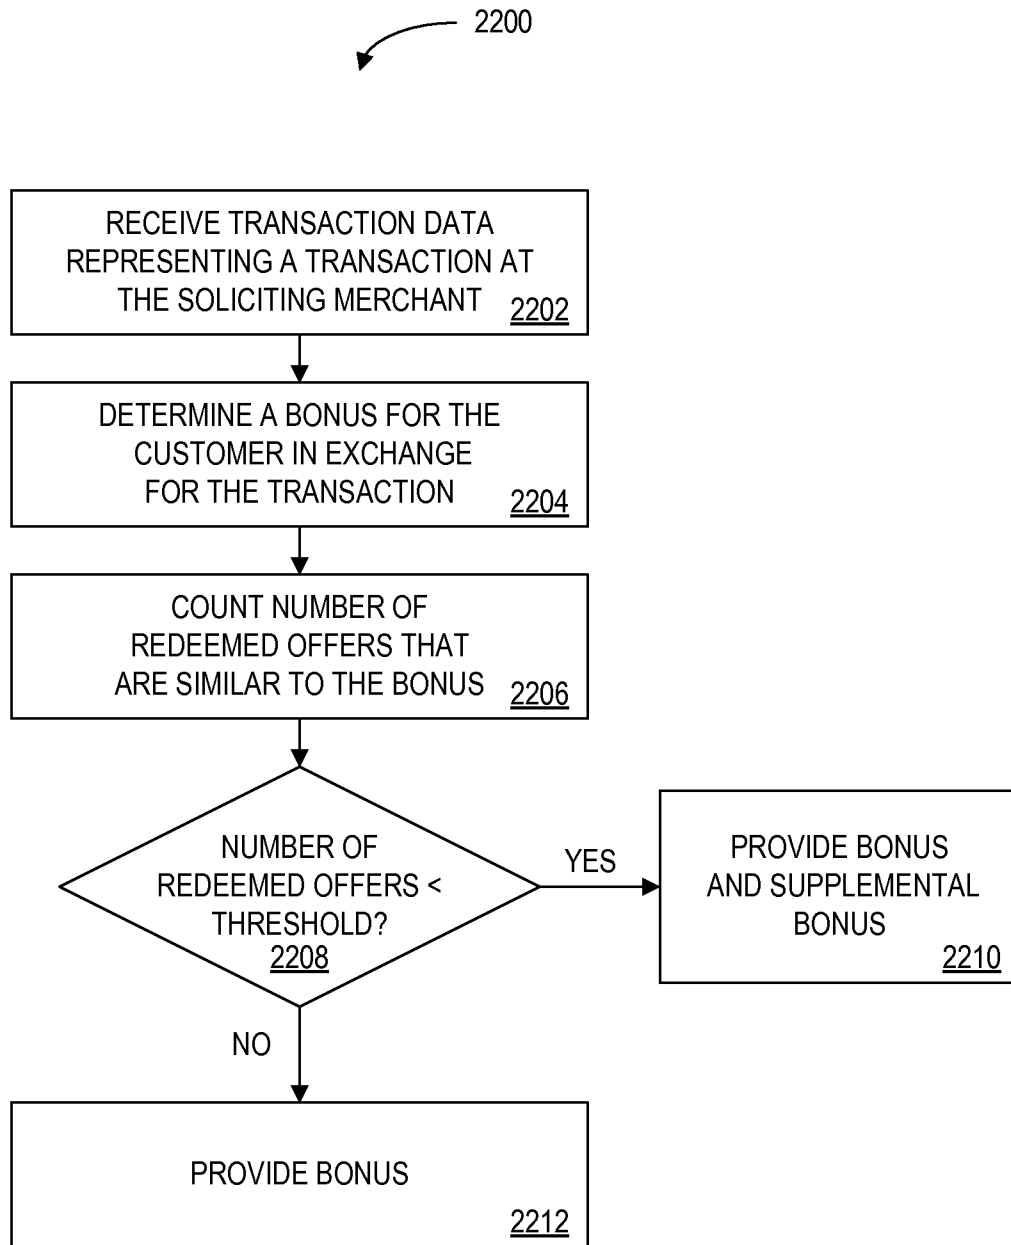 2200
RECEIVE TRANSACTION DATA
REPRESENTING A TRANSACTION AT
THE SOLICITING MERCHANT
2202
DETERMINE A BONUS FOR THE
CUSTOMER IN EXCHANGE
FOR THE TRANSACTION
2204
COUNT NUMBER OF
REDEEMED OFFERS THAT
ARE SIMILAR TO THE BONUS
2206
NUMBER OF
REDEEMED OFFERS <
THRESHOLD?
2208
YES
PROVIDE BONUS
AND SUPPLEMENTAL
BONUS
2210
NO
PROVIDE BONUS
2212